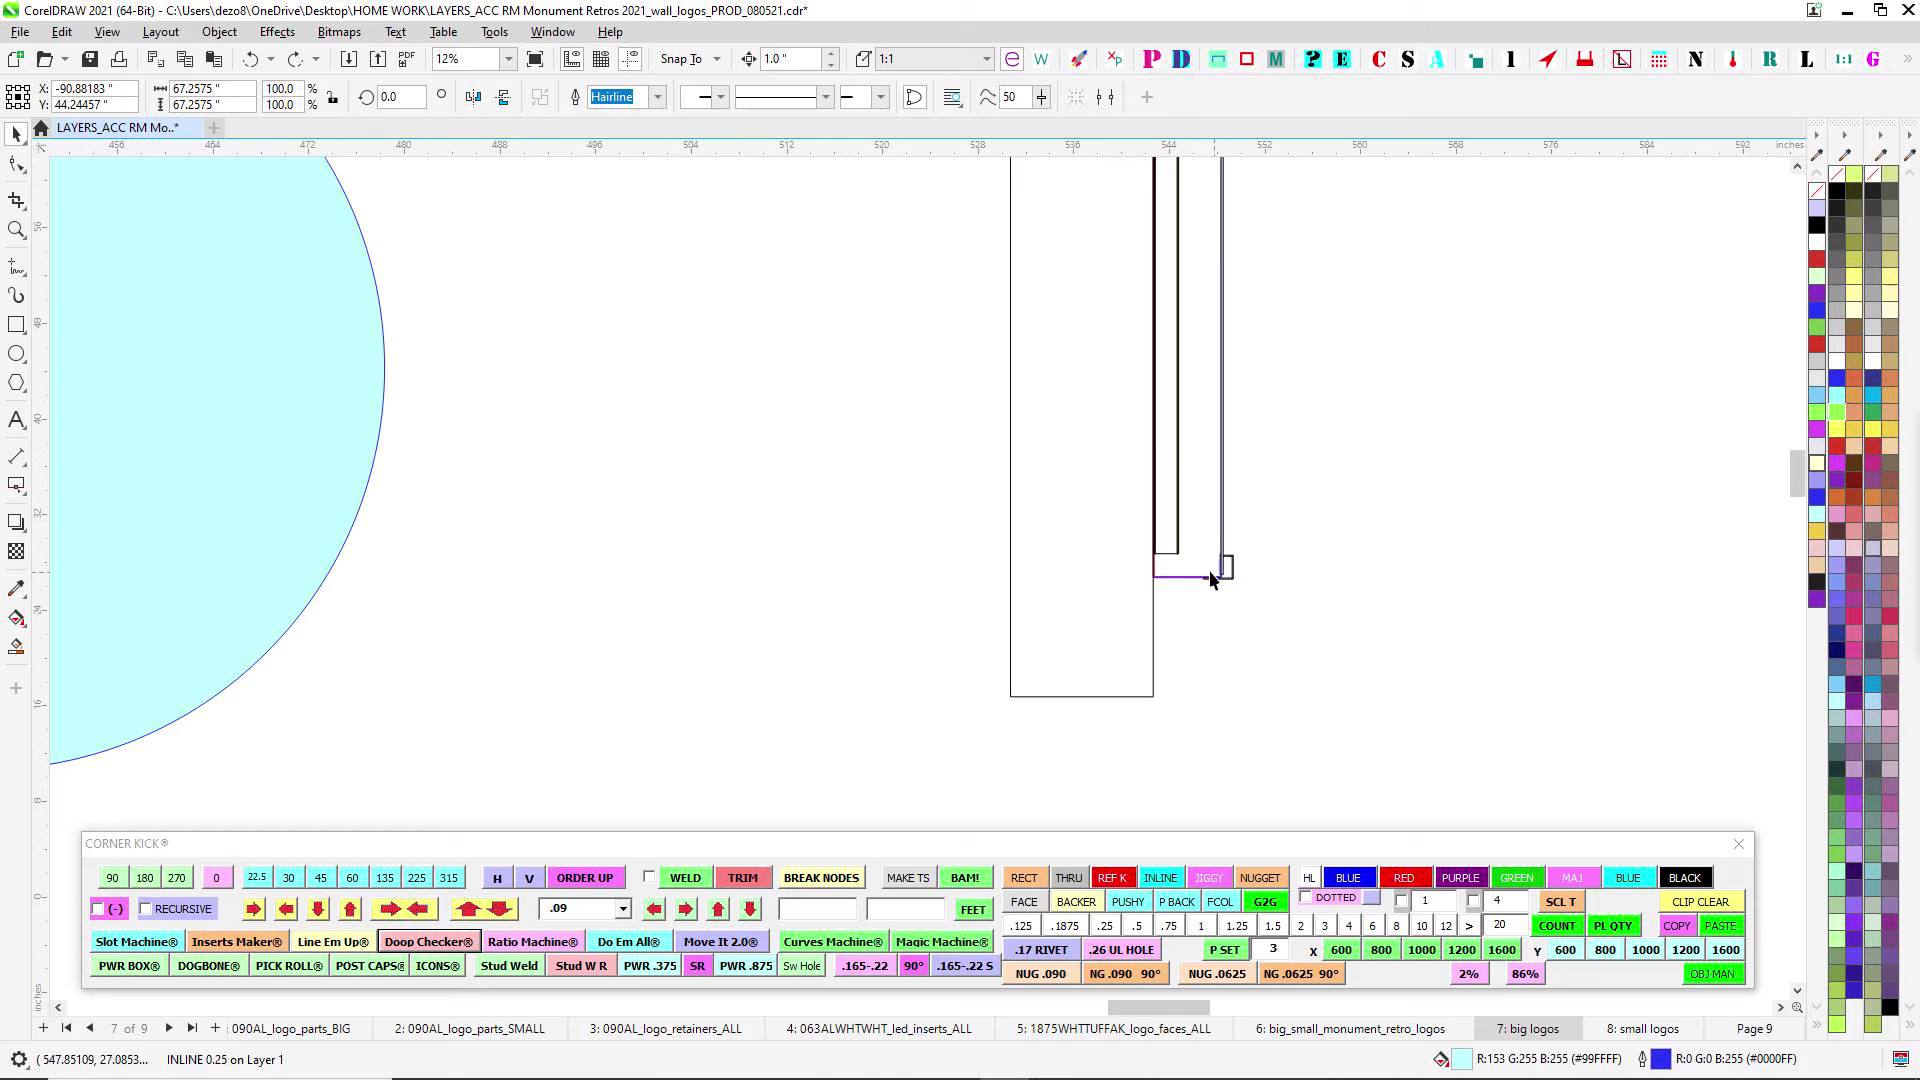 CorelDRAW 2021 (64-Bit) - C:\Users\dezo8\OneDrive\Desktop\HOME WORK\LAYERS_ACC RM Monument Retros 2021_wall_logos_PROD_080521.cdr*
File Edit View Layout Object Effects Bitmaps Text Table Tools Window Help
PDF 12% Snap To 1.0 " 1:1 e W P D M ? E C S A 1 L N R L 1:1 G
X: -90.88183 " 67.2575 " 100.0 % 0.0 ° Hairline 50
Y: 44.24457 " 67.2575 " 100.0 %
LAYERS_ACC RM Mo..*
456 464 472 480 488 496 504 512 520 528 536 544 552 560 568 576 584 592 inches
56
48
40
32
24
16
8
0
inches
CORNER KICK®
90 180 270 0 22.5 30 45 60 135 225 315 H V ORDER UP WELD TRIM BREAK NODES MAKE TS BAM! RECT THRU REF K INLINE JIGGY NUGGET HL BLUE RED PURPLE GREEN MAJ BLUE BLACK
(-) RECURSIVE .09 FEET FACE BACKER PUSHY P BACK FCOL G2G DOTTED 1 4 SCL T CLIP CLEAR
.125 .1875 .25 .5 .75 1 1.25 1.5 2 3 4 6 8 10 12 > 20 COUNT PL QTY COPY PASTE
Slot Machine® Inserts Maker® Line Em Up® Doop Checker® Ratio Machine® Do Em All® Move It 2.0® Curves Machine® Magic Machine® .17 RIVET .26 UL HOLE P SET 3 X 600 800 1000 1200 1600 Y 600 800 1000 1200 1600
PWR BOX® DOGBONE® PICK ROLL® POST CAPS® ICONS® Stud Weld Stud W R PWR .375 SR PWR .875 Sw Hole .165-.22 90° .165-.22 S NUG .090 NG .090 90° NUG .0625 NG .0625 90° 2% 86% OBJ MAN
7 of 9 090AL_logo_parts_BIG 2: 090AL_logo_parts_SMALL 3: 090AL_logo_retainers_ALL 4: 063ALWHTWHT_led_inserts_ALL 5: 1875WHTTUFFAK_logo_faces_ALL 6: big_small_monument_retro_logos 7: big logos 8: small logos Page 9
( 547.85109, 27.0853... INLINE 0.25 on Layer 1 R:153 G:255 B:255 (#99FFFF) R:0 G:0 B:255 (#0000FF)